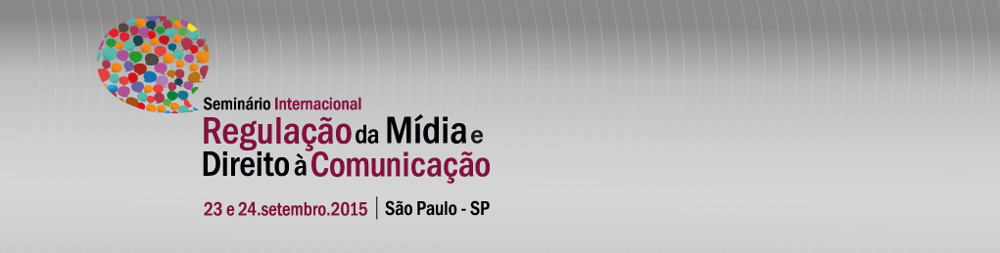 Seminário Internacional
Regulação da Mídia e
Direito à Comunicação
23 e 24.setembro.2015 | São Paulo - SP